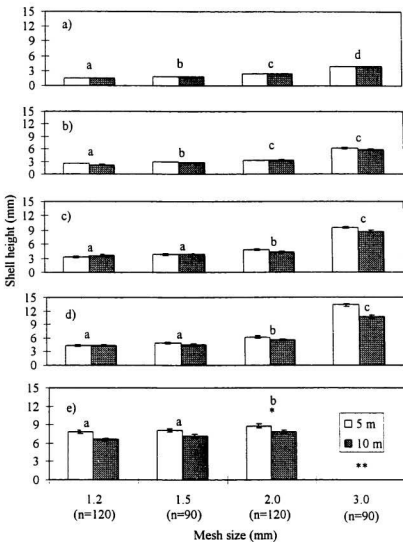 15
12
9
6
3
0
a)
a
b
c
d
15
12
9
6
3
0
b)
a
b
c
c
Shell height (mm)
15
12
9
6
3
0
c)
a
a
b
c
15
12
9
6
3
0
d)
a
a
b
c
15
12
9
6
3
0
e)
a
a
b
*
5 m
10 m
**
1.2 1.5 2.0 3.0
(n=120) (n=90) (n=120) (n=90)
Mesh size (mm)